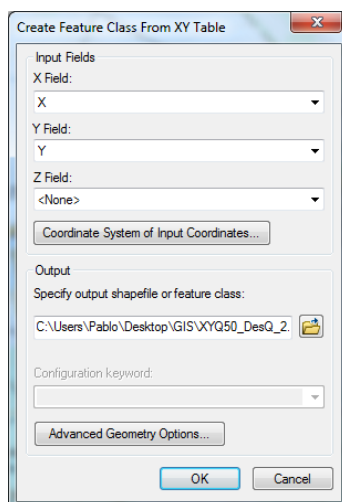 Create Feature Class From XY Table
Input Fields
X Field:
X
Y Field:
Y
Z Field:
<None>
Coordinate System of Input Coordinates...
Output
Specify output shapefile or feature class:
C:\Users\Pablo\Desktop\GIS\XYQ50_DesQ_2.
Configuration keyword:
Advanced Geometry Options...
OK Cancel